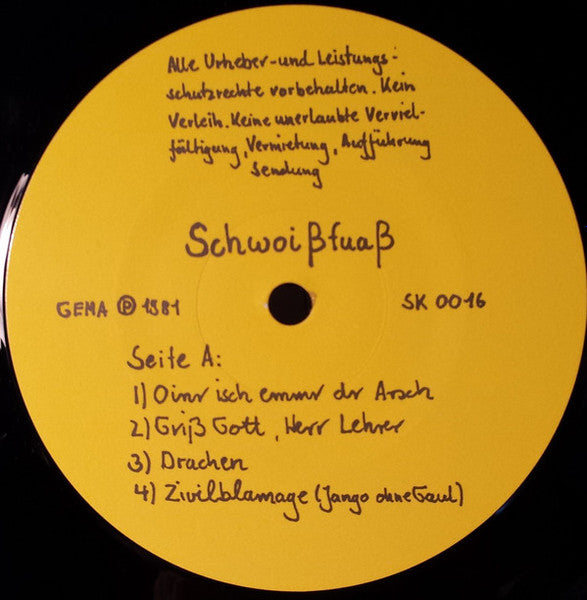 Alle Urheber-und Leistungs-
schutzrechte vorbehalten. Kein
Verleih. Keine unerlaubte Verviel-
fältigung, Vermietung, Aufführung
Sendung
Schwoißfuaß
GEMA Ⓟ 1981
SK 0016
Seite A:
1) Oinr isch emmr dr Arsch
2) Griß Gott, Herr Lehrer
3) Drachen
4) Zivilblamage (Jango ohne Gaul)